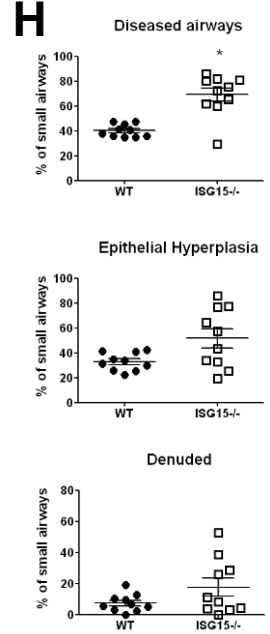 H
Diseased airways
*
% of small airways
100
80
60
40
20
0
WT ISG15-/-
Epithelial Hyperplasia
% of small airways
100
80
60
40
20
0
WT ISG15-/-
Denuded
% of small airways
80
60
40
20
0
WT ISG15-/-